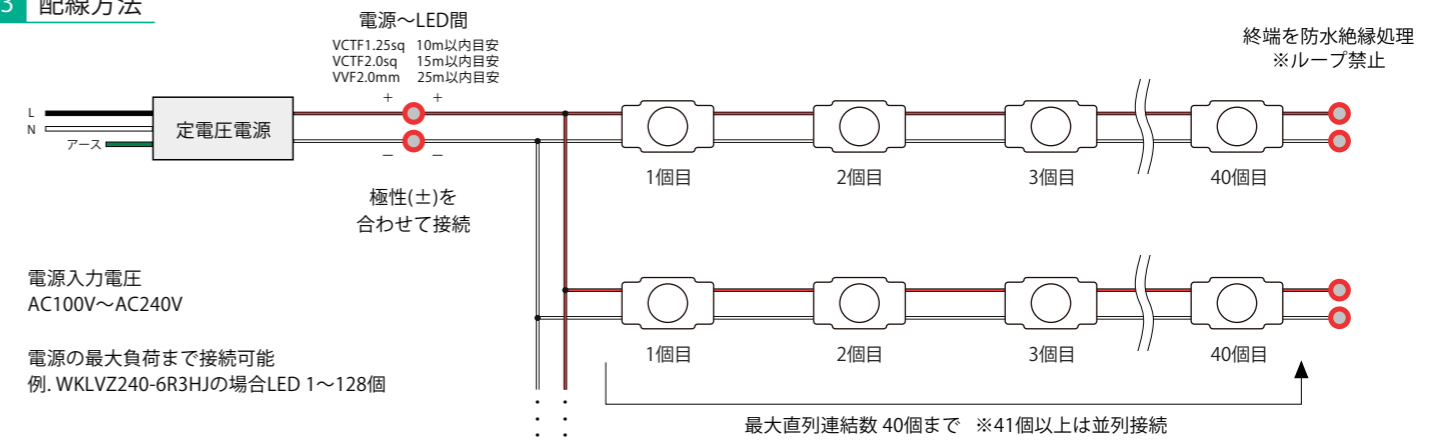 3 配線方法
電源～LED間
VCTF1.25sq 10m以内目安
VCTF2.0sq 15m以内目安
VVF2.0mm 25m以内目安
終端を防水絶縁処理
※ループ禁止
+ +
L
N
アース
定電圧電源
− −
1個目 2個目 3個目 40個目
極性(±)を
合わせて接続
電源入力電圧
AC100V～AC240V
1個目 2個目 3個目 40個目
電源の最大負荷まで接続可能
例. WKLVZ240-6R3HJの場合LED 1～128個
最大直列連結数 40個まで ※41個以上は並列接続